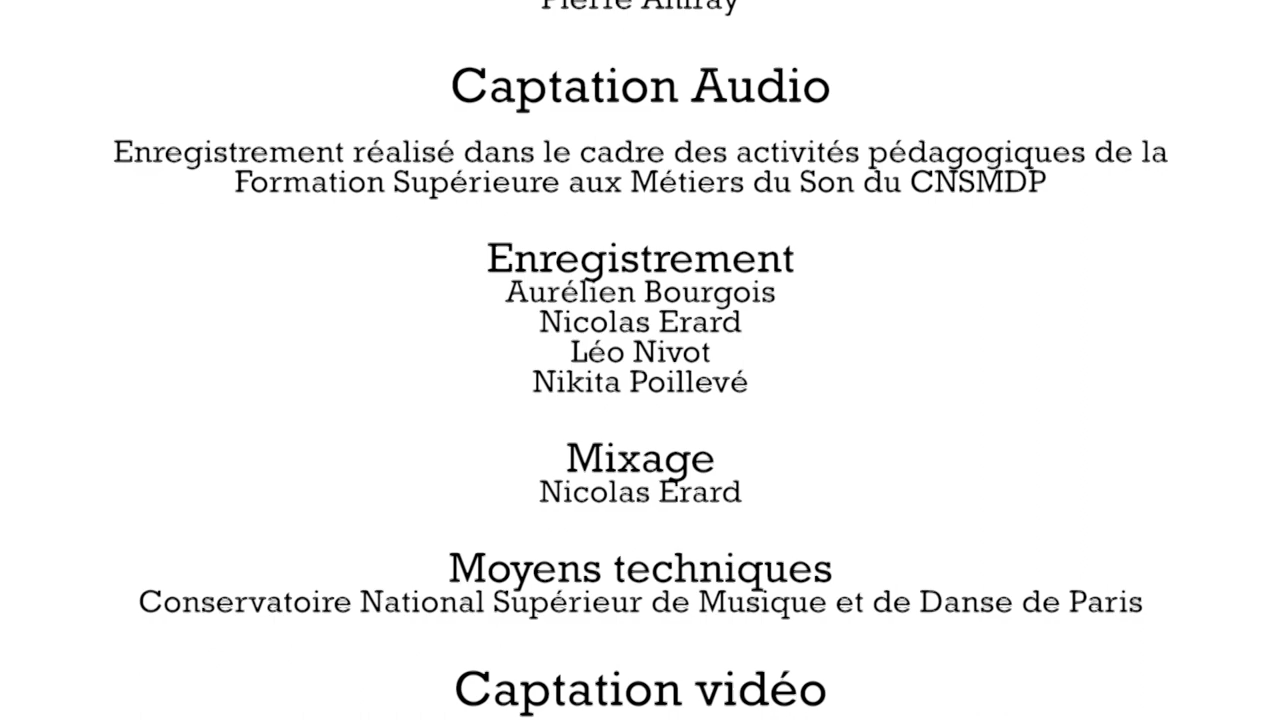 Pierre
Captation Audio
Enregistrement réalisé dans le cadre des activités pédagogiques de la
Formation Supérieure aux Métiers du Son du CNSMDP
Enregistrement
Aurélien Bourgois
Nicolas Erard
Léo Nivot
Nikita Poillevé
Mixage
Nicolas Erard
Moyens techniques
Conservatoire National Supérieur de Musique et de Danse de Paris
Captation vidéo